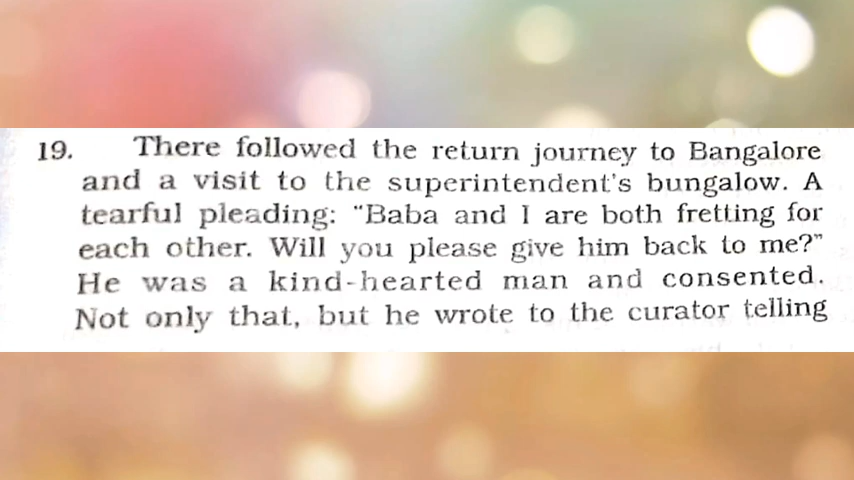 19. There followed the return journey to Bangalore
and a visit to the superintendent's bungalow. A
tearful pleading: "Baba and I are both fretting for
each other. Will you please give him back to me?"
He was a kind-hearted man and consented.
Not only that, but he wrote to the curator telling